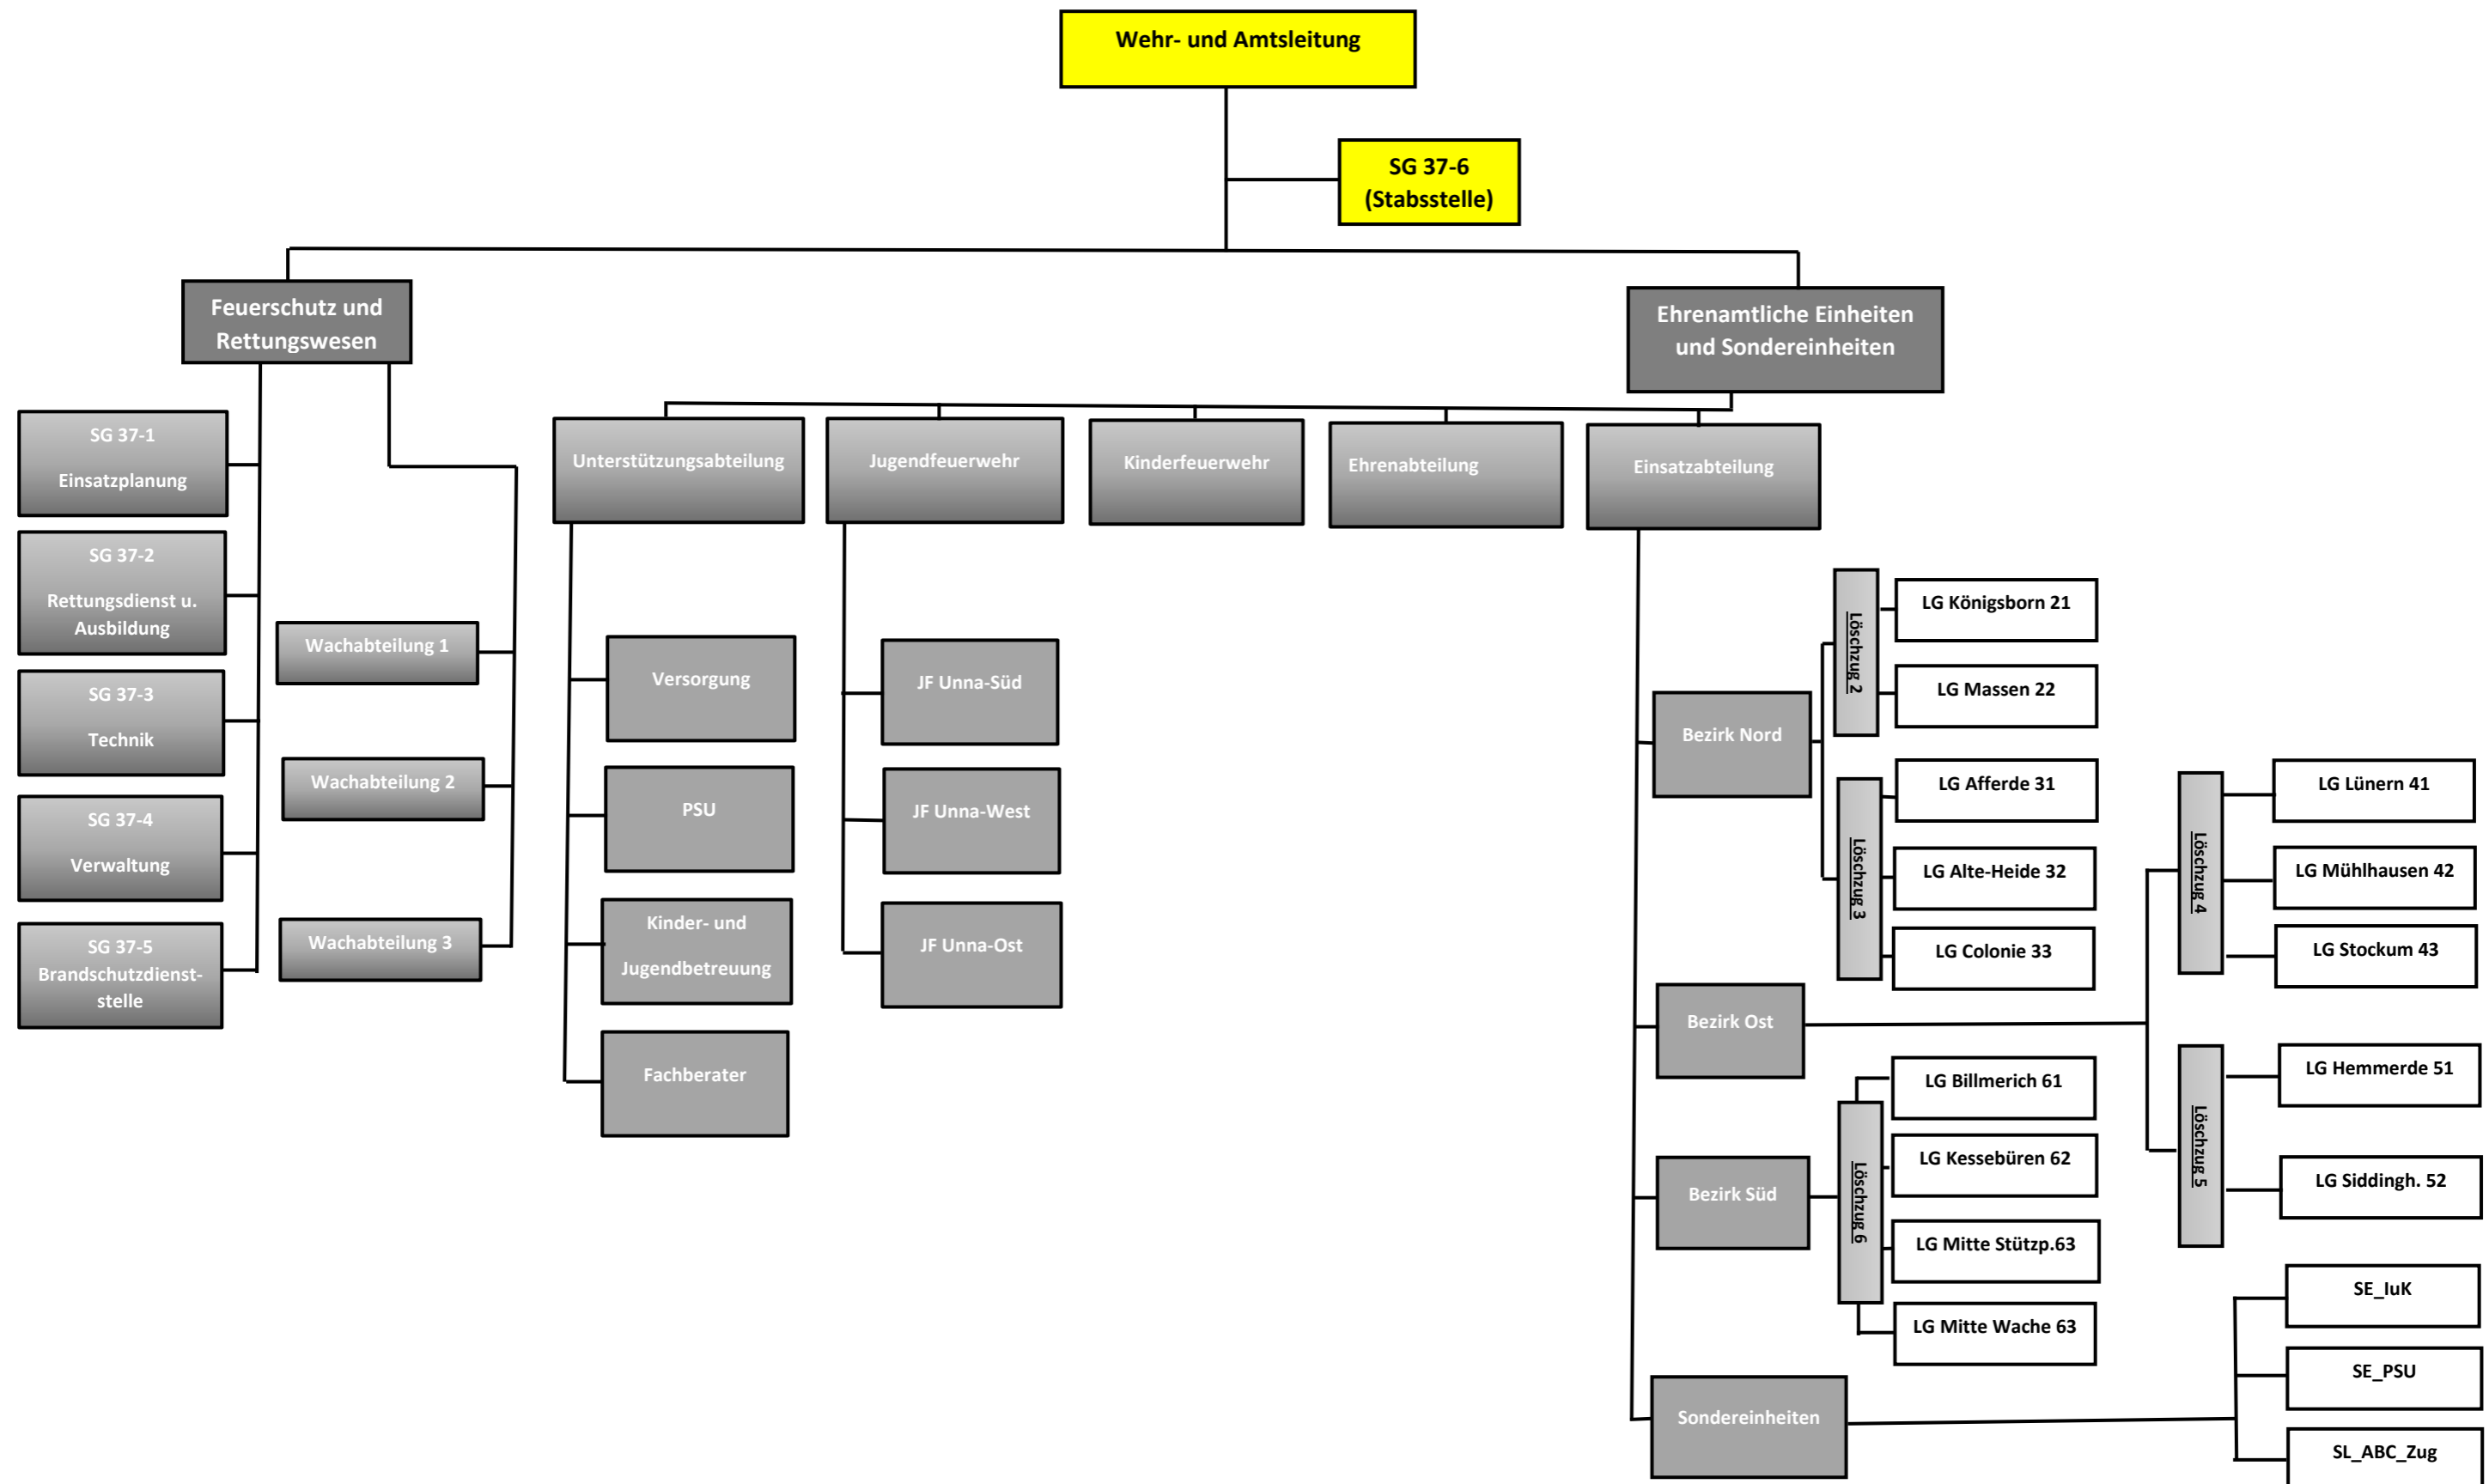 Wehr- und Amtsleitung
SG 37-6
(Stabsstelle)
Feuerschutz und
Rettungswesen
Ehrenamtliche Einheiten
und Sondereinheiten
SG 37-1
Einsatzplanung
SG 37-2
Rettungsdienst u.
Ausbildung
SG 37-3
Technik
SG 37-4
Verwaltung
SG 37-5
Brandschutzdienst-
stelle
Wachabteilung 1
Wachabteilung 2
Wachabteilung 3
Unterstützungsabteilung
Versorgung
PSU
Kinder- und
Jugendbetreuung
Fachberater
Jugendfeuerwehr
JF Unna-Süd
JF Unna-West
JF Unna-Ost
Kinderfeuerwehr
Ehrenabteilung
Einsatzabteilung
Bezirk Nord
Löschzug 2
LG Königsborn 21
LG Massen 22
Löschzug 3
LG Afferde 31
LG Alte-Heide 32
LG Colonie 33
Bezirk Ost
Löschzug 4
LG Lünern 41
LG Mühlhausen 42
LG Stockum 43
Löschzug 5
LG Hemmerde 51
LG Siddingh. 52
Bezirk Süd
Löschzug 6
LG Billmerich 61
LG Kessebüren 62
LG Mitte Stützp.63
LG Mitte Wache 63
Sondereinheiten
SE_IuK
SE_PSU
SL_ABC_Zug